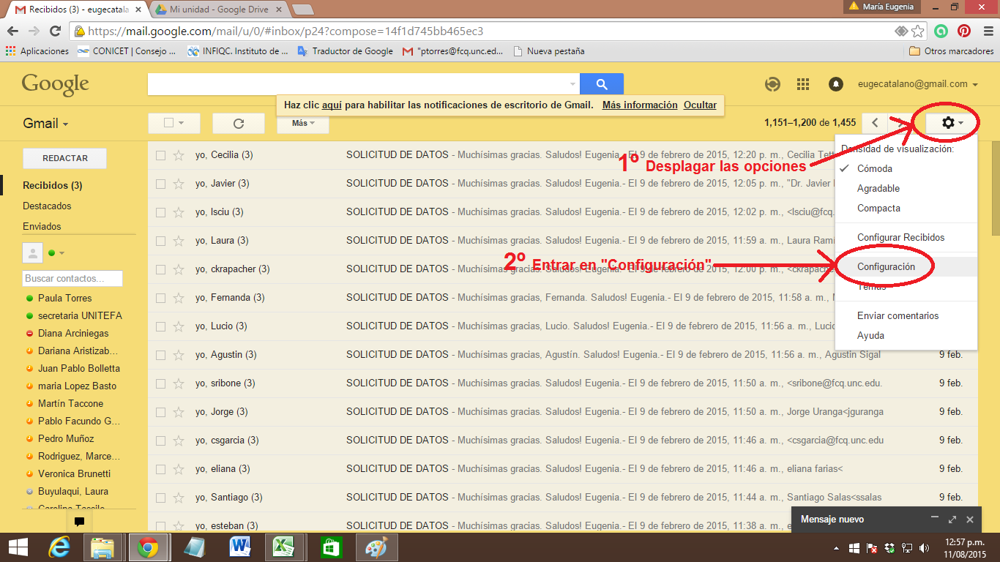 Recibidos (3) - eugecatala
Mi unidad - Google Drive
María Eugenia
https://mail.google.com/mail/u/0/#inbox/p24?compose=14f1d745bb465ec3
Aplicaciones
CONICET | Consejo ...
INFIQC. Instituto de ...
Traductor de Google
"ptorres@fcq.unc.ed...
Nueva pestaña
Otros marcadores
Google
eugecatalano@gmail.com
Haz clic aquí para habilitar las notificaciones de escritorio de Gmail. Más información Ocultar
Gmail
Más
1,151–1,200 de 1,455
REDACTAR
Recibidos (3)
Destacados
Enviados
Buscar contactos...
Paula Torres
secretaria UNITEFA
Diana Arciniegas
Dariana Aristizab...
Juan Pablo Bolletta
maria Lopez Basto
Martín Taccone
Pablo Facundo G...
Pedro Muñoz
Rodriguez, Marce...
Veronica Brunetti
Buyulaqui, Laura
Carolina
yo, Cecilia (3) SOLICITUD DE DATOS - Muchísimas gracias. Saludos! Eugenia.- El 9 de febrero de 2015, 12:20 p. m., Cecilia Tett
yo, Javier (3) SOLICITUD DE DATOS - Muchísimas gracias. Saludos! Eugenia.- El 9 de febrero de 2015, 12:05 p. m., "Dr. Javier
yo, lsciu (3) SOLICITUD DE DATOS - Muchísimas gracias. Saludos! Eugenia.- El 9 de febrero de 2015, 12:02 p. m., <lsciu@fcq.
yo, Laura (3) SOLICITUD DE DATOS - Muchísimas gracias. Saludos! Eugenia.- El 9 de febrero de 2015, 11:59 a. m., Laura Ram
yo, ckrapacher (3) SOLICITUD DE DATOS - Muchísimas gracias. Saludos! Eugenia.- El 9 de febrero de 2015, 12:00 p. m., <ckrapache
yo, Fernanda (3) SOLICITUD DE DATOS - Muchísimas gracias, Fernanda. Saludos! Eugenia.- El 9 de febrero de 2015, 11:58 a. m.,
yo, Lucio (3) SOLICITUD DE DATOS - Muchísimas gracias, Lucio. Saludos! Eugenia.- El 9 de febrero de 2015, 11:56 a. m., Lucio
yo, Agustin (3) SOLICITUD DE DATOS - Muchísimas gracias, Agustín. Saludos! Eugenia.- El 9 de febrero de 2015, 11:56 a. m., Agustin Sigal 9 feb.
yo, sribone (3) SOLICITUD DE DATOS - Muchísimas gracias. Saludos! Eugenia.- El 9 de febrero de 2015, 11:50 a. m., <sribone@fcq.unc.edu. 9 feb.
yo, Jorge (3) SOLICITUD DE DATOS - Muchísimas gracias. Saludos! Eugenia.- El 9 de febrero de 2015, 11:50 a. m., Jorge Uranga<jguranga 9 feb.
yo, csgarcia (3) SOLICITUD DE DATOS - Muchísimas gracias. Saludos! Eugenia.- El 9 de febrero de 2015, 11:46 a. m., <csgarcia@fcq.unc.edu 9 feb.
yo, eliana (3) SOLICITUD DE DATOS - Muchísimas gracias. Saludos! Eugenia.- El 9 de febrero de 2015, 11:46 a. m., eliana farias< 9 feb.
yo, Santiago (3) SOLICITUD DE DATOS - Muchísimas gracias. Saludos! Eugenia.- El 9 de febrero de 2015, 11:44 a. m., Santiago Salas<ssalas 9 feb.
yo, esteban (3) SOLICITUD DE DATOS - Muchísimas gracias. Saludos! Eugenia.- El 9 de febrero de 2015, 11:38 a. m.,
1º Desplagar las opciones
2º Entrar en "Configuración"
Densidad de visualización:
Cómoda
Agradable
Compacta
Configurar Recibidos
Configuración
Temas
Enviar comentarios
Ayuda
Mensaje nuevo
12:57 p.m.
11/08/2015